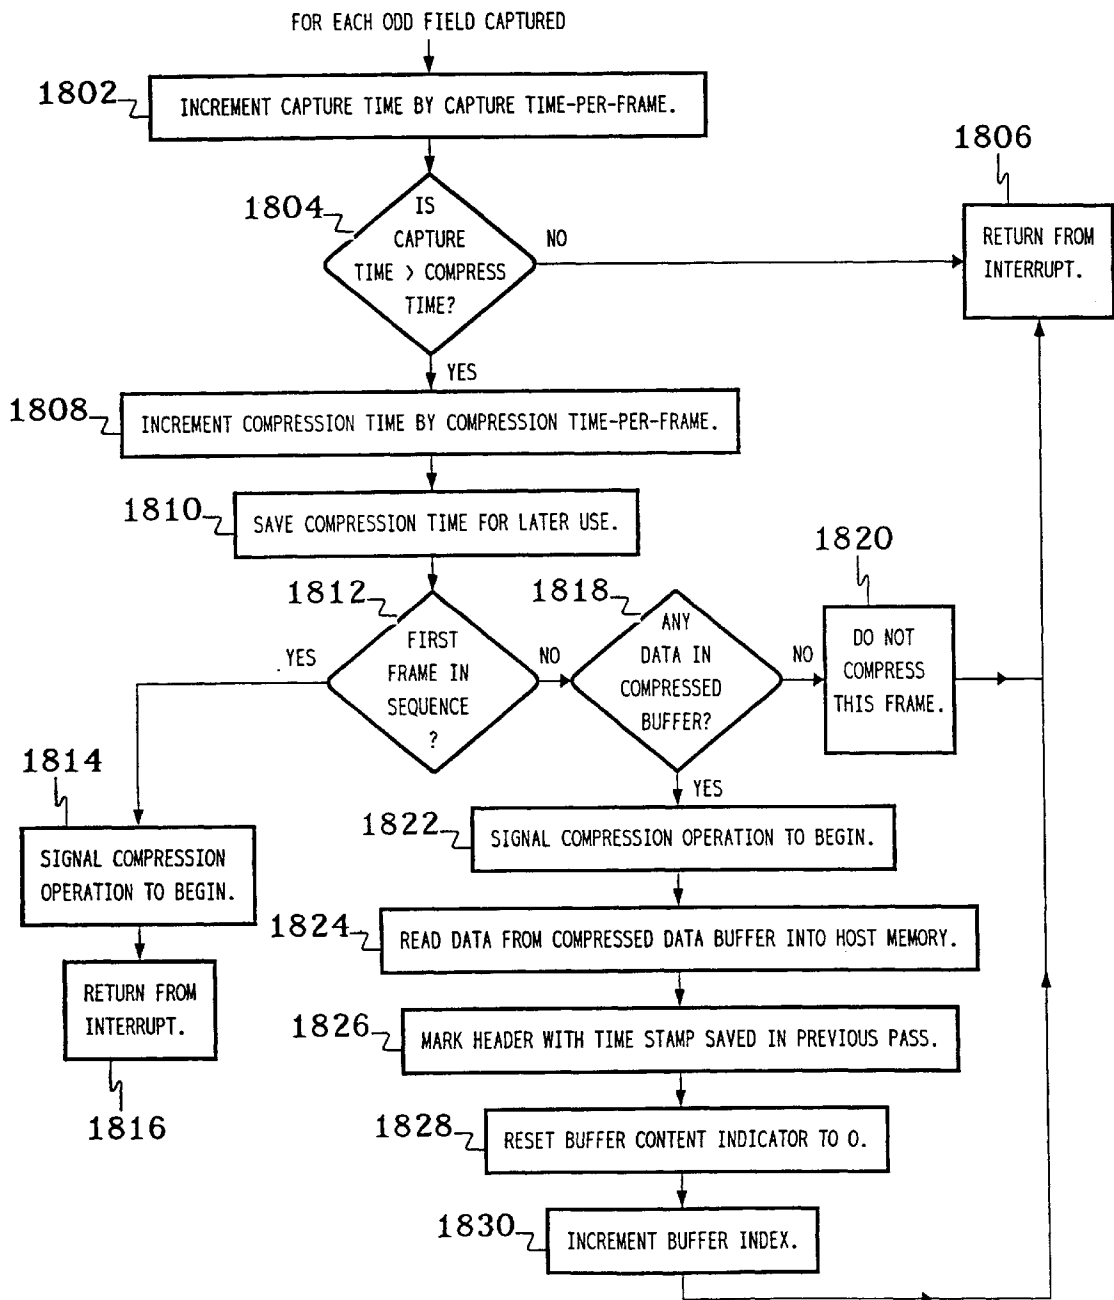 FOR EACH ODD FIELD CAPTURED
1802
INCREMENT CAPTURE TIME BY CAPTURE TIME-PER-FRAME.
1804
IS
CAPTURE
TIME > COMPRESS
TIME?
NO
1806
RETURN FROM
INTERRUPT.
YES
1808
INCREMENT COMPRESSION TIME BY COMPRESSION TIME-PER-FRAME.
1810
SAVE COMPRESSION TIME FOR LATER USE.
1812
FIRST
FRAME IN
SEQUENCE
?
YES
NO
1818
ANY
DATA IN
COMPRESSED
BUFFER?
NO
1820
DO NOT
COMPRESS
THIS FRAME.
YES
1814
SIGNAL COMPRESSION
OPERATION TO BEGIN.
RETURN FROM
INTERRUPT.
1816
1822
SIGNAL COMPRESSION OPERATION TO BEGIN.
1824
READ DATA FROM COMPRESSED DATA BUFFER INTO HOST MEMORY.
1826
MARK HEADER WITH TIME STAMP SAVED IN PREVIOUS PASS.
1828
RESET BUFFER CONTENT INDICATOR TO 0.
1830
INCREMENT BUFFER INDEX.